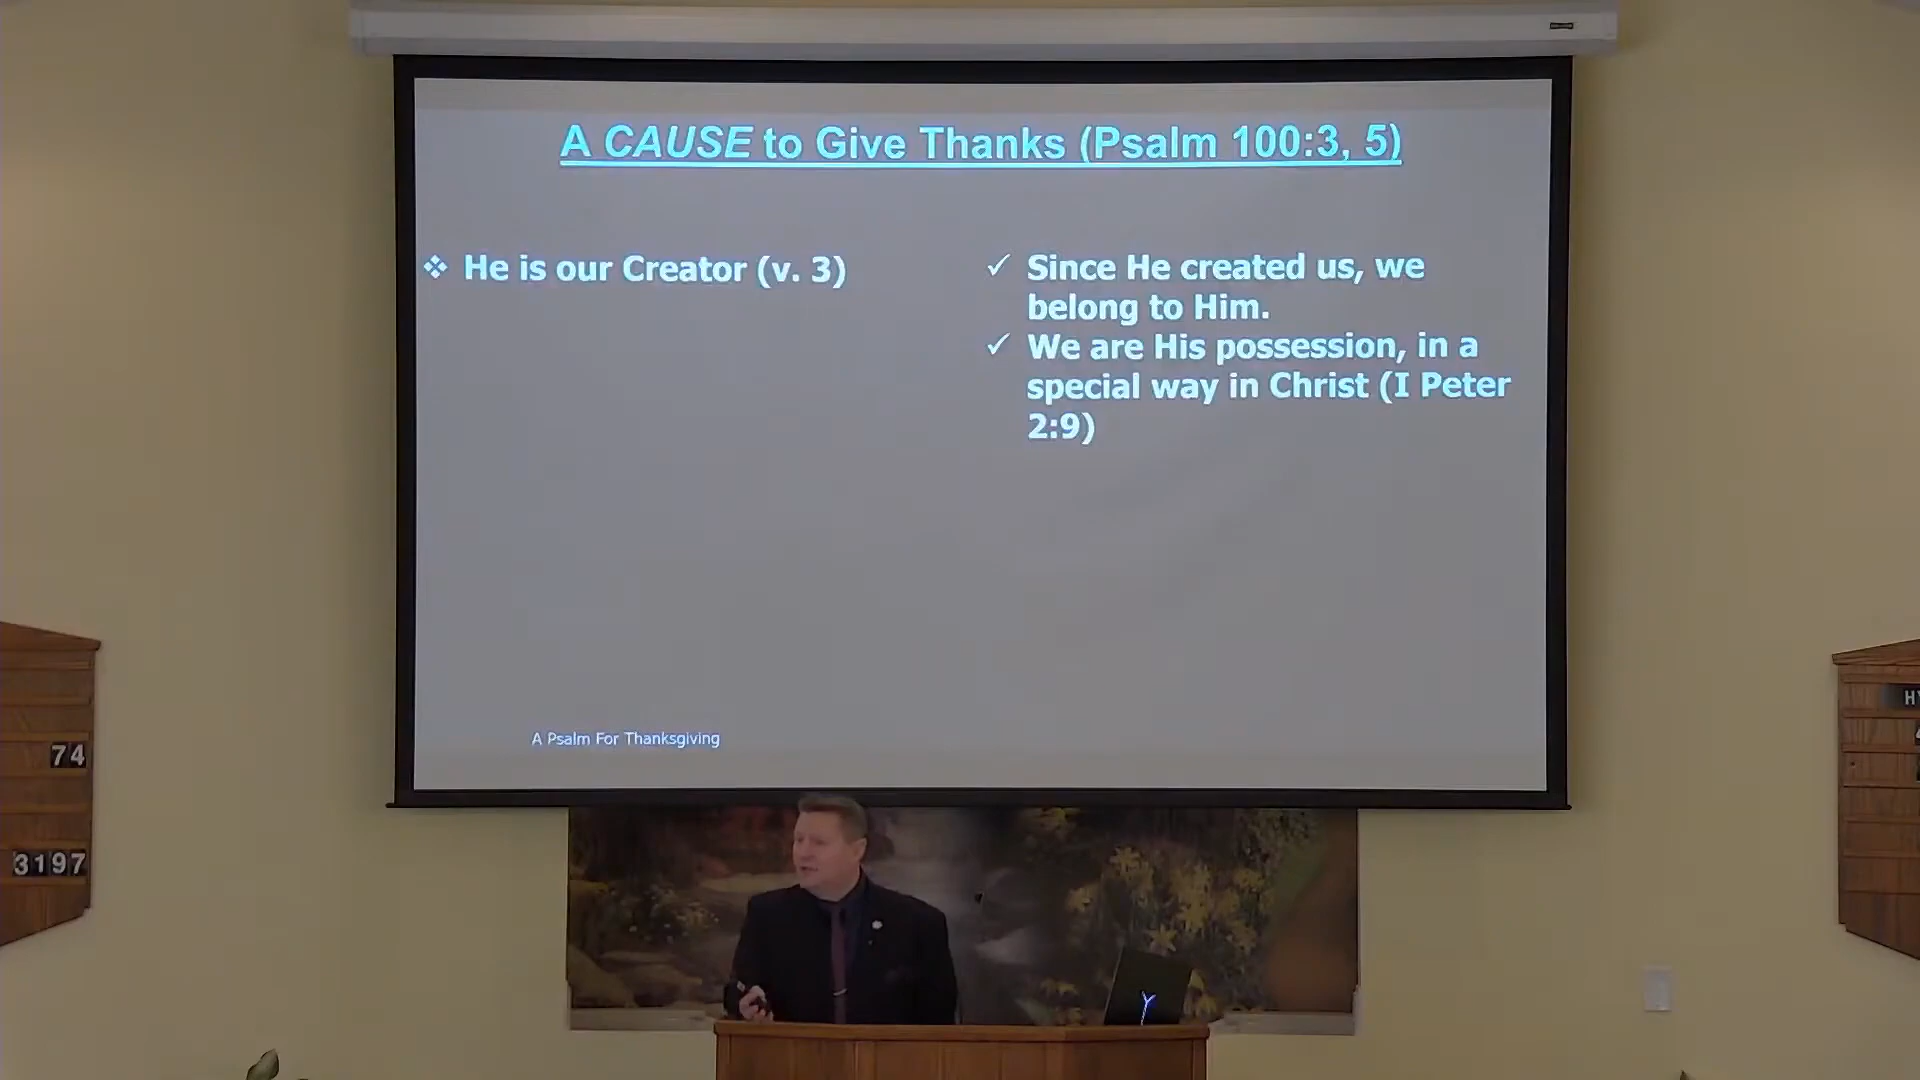 A CAUSE to Give Thanks (Psalm 100:3, 5)
❖ He is our Creator (v. 3)
✓ Since He created us, we
belong to Him.
✓ We are His possession, in a
special way in Christ (I Peter
2:9)
A Psalm For Thanksgiving
74
3197